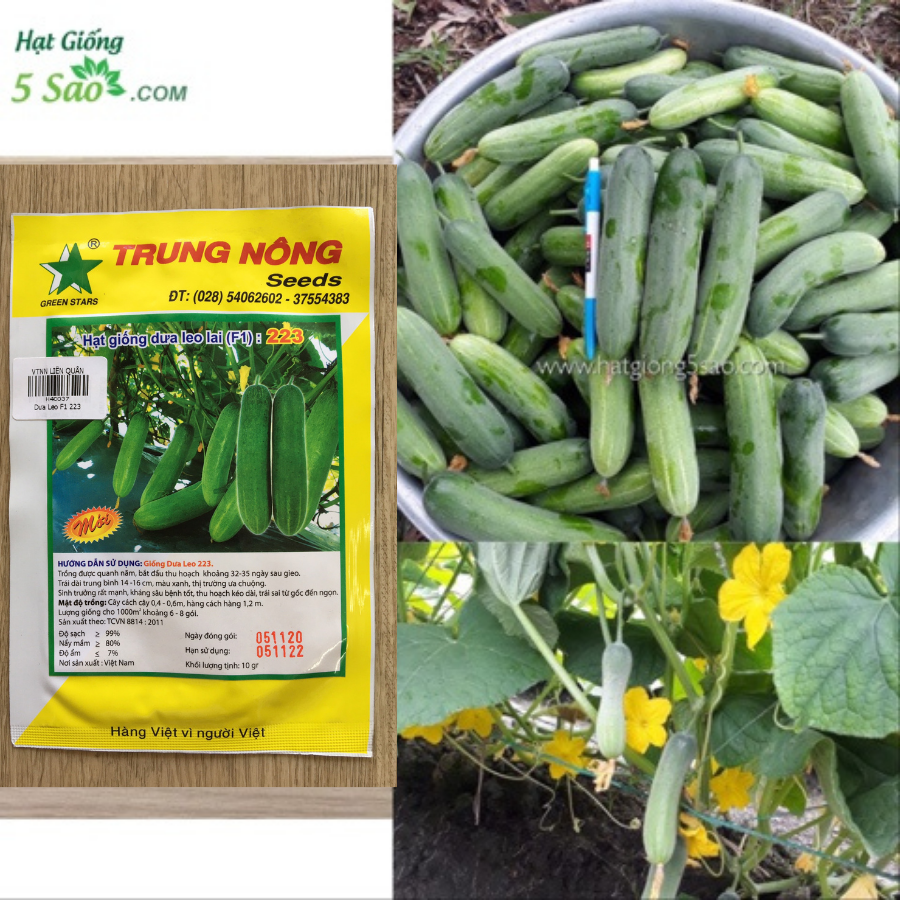 Hạt Giống
5 Sao .COM
®
TRUNG NÔNG
Seeds
GREEN STARS
ĐT: (028) 54062602 - 37554383
Hạt giống dưa leo lai (F1) : 223
VTNN LIÊN QUÂN
Dưa Leo F1 223
Mới
HƯỚNG DẪN SỬ DỤNG: Giống Dưa Leo 223.
Trồng được quanh năm, bắt đầu thu hoạch khoảng 32-35 ngày sau gieo.
Trái dài trung bình 14 -16 cm, màu xanh, thị trường ưa chuộng.
Sinh trưởng rất mạnh, kháng sâu bệnh tốt, thu hoạch kéo dài, trái sai từ gốc đến ngọn.
Mật độ trồng: Cây cách cây 0,4 - 0,6m, hàng cách hàng 1,2 m.
Lượng giống cho 1000m² khoảng 6 - 8 gói.
Sản xuất theo: TCVN 8814 : 2011
Độ sạch ≥ 99%
Nẩy mầm ≥ 80%
Độ ẩm ≤ 7%
Nơi sản xuất : Việt Nam
Ngày đóng gói: 051120
Hạn sử dụng: 051122
Khối lượng tịnh: 10 gr
Hàng Việt vì người Việt
www.hatgiong5sao.com